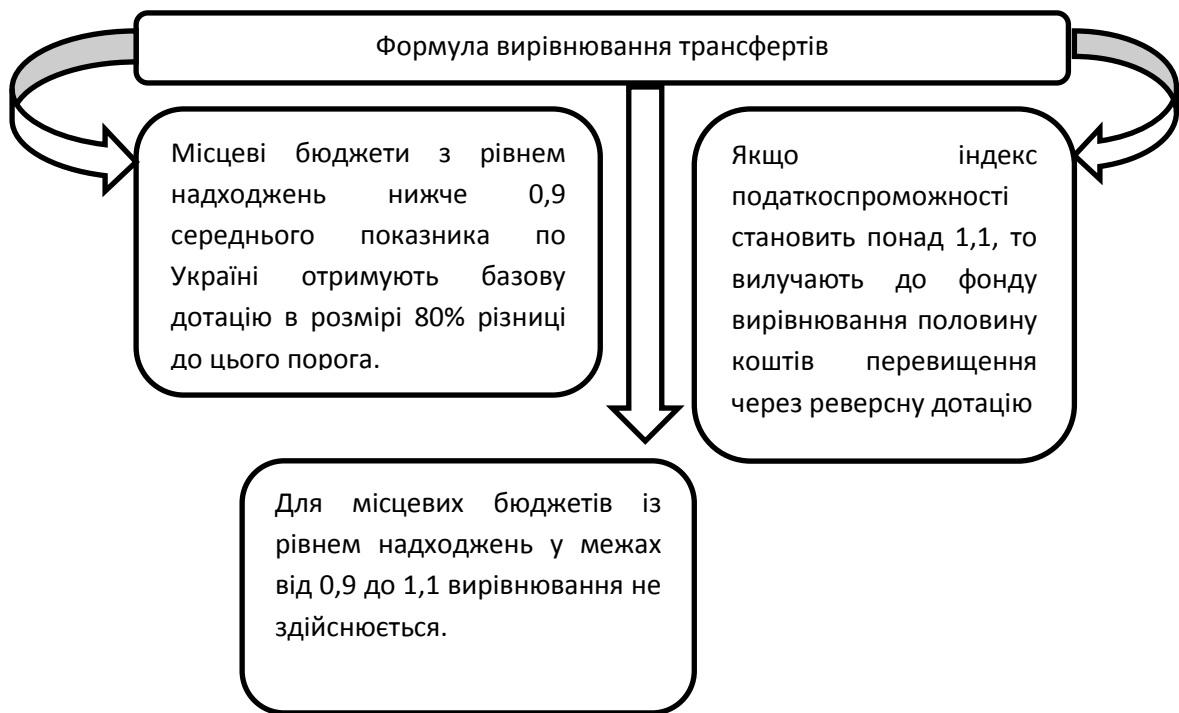 Формула вирівнювання трансфертів
Місцеві бюджети з рівнем
надходжень нижче 0,9
середнього показника по
Україні отримують базову
дотацію в розмірі 80% різниці
до цього порога.
Якщо індекс
податкоспроможності
становить понад 1,1, то
вилучають до фонду
вирівнювання половину
коштів перевищення
через реверсну дотацію
Для місцевих бюджетів із
рівнем надходжень у межах
від 0,9 до 1,1 вирівнювання не
здійснюється.